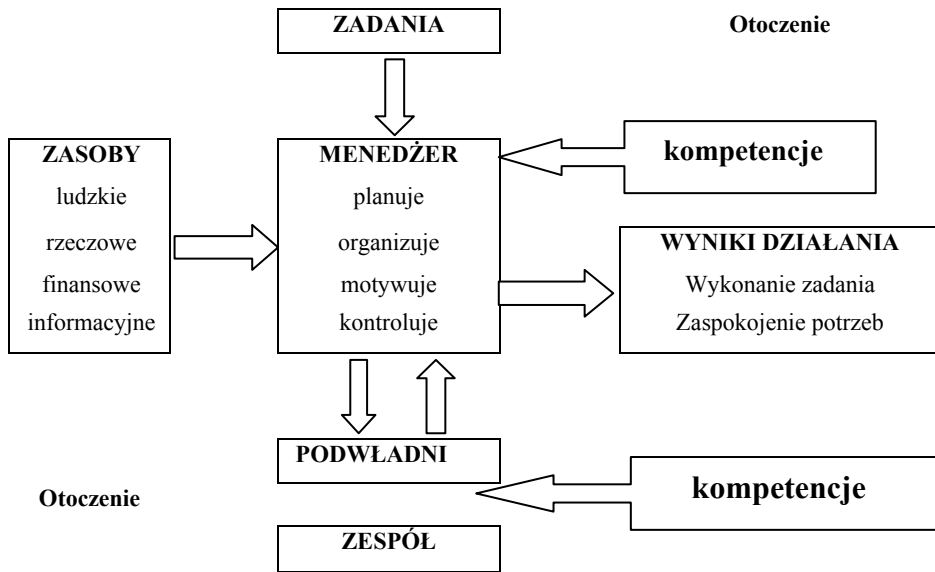 ZADANIA
Otoczenie
ZASOBY
ludzkie
rzeczowe
finansowe
informacyjne
MENEDŻER
planuje
organizuje
motywuje
kontroluje
kompetencje
WYNIKI DZIAŁANIA
Wykonanie zadania
Zaspokojenie potrzeb
PODWŁADNI
Otoczenie
kompetencje
ZESPÓŁ